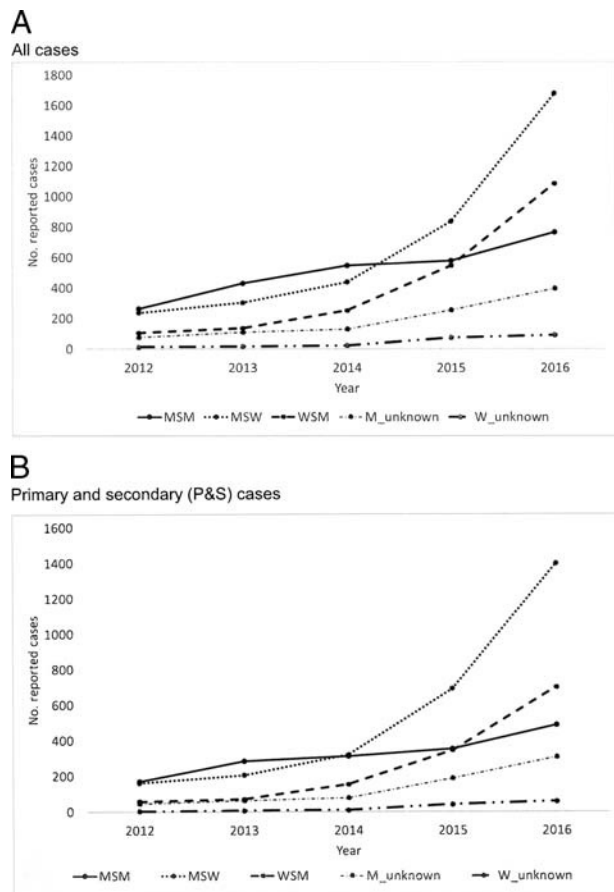 A
All cases
1800
1600
1400
1200
1000
800
600
400
200
0
No. reported cases
2012 2013 2014 2015 2016
Year
MSM MSW WSM M_unknown W_unknown
B
Primary and secondary (P&S) cases
1600
1400
1200
1000
800
600
400
200
0
No. reported cases
2012 2013 2014 2015 2016
Year
MSM MSW WSM M_unknown W_unknown